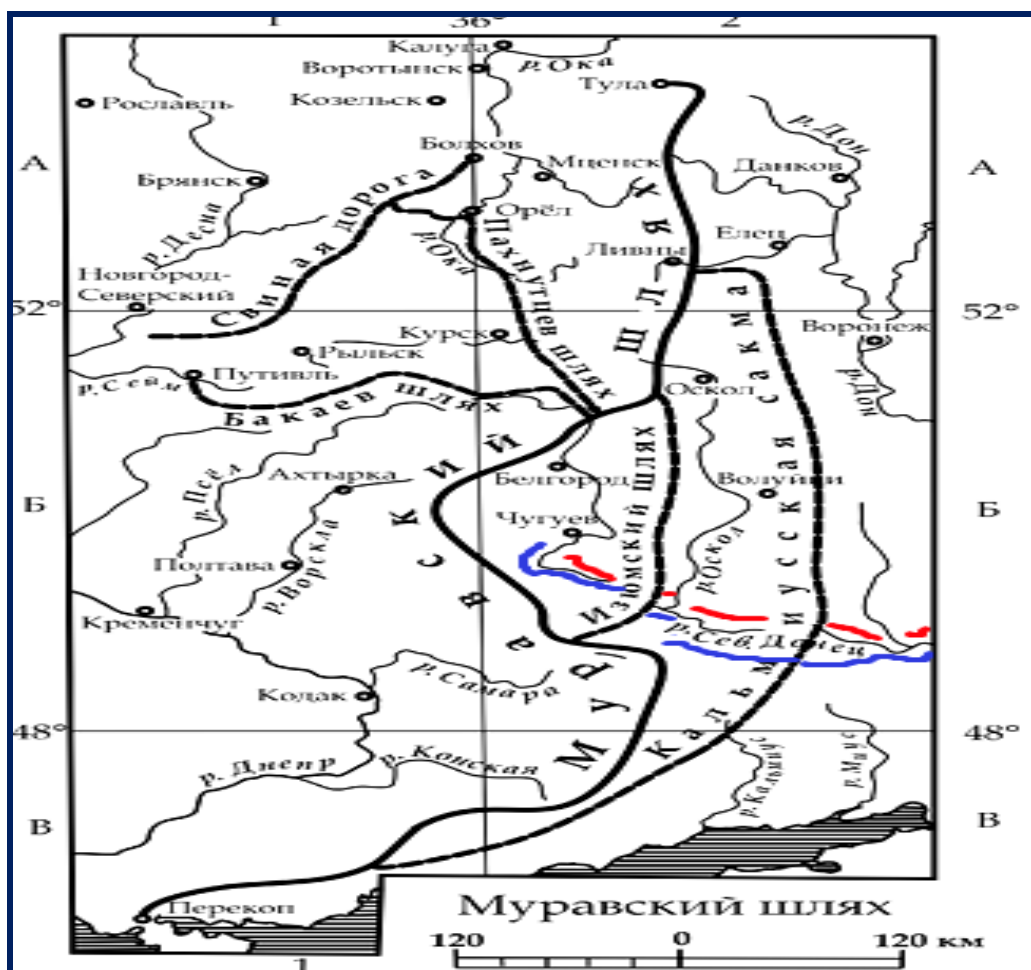 1 36° 2
Калуга
Воротынск
р. Ока
Тула
Рославль
Козельск
р. Дон
Болхов
А
Мценск
Данков
А
Брянск
Свиная дорога
Орёл
р. Десна
р. Ока
Пахнутцев шлях
Елец
Ливны
Новгород-
Северский
52°
52°
Курск
Воронеж
Рыльск
р. Сейм
Путивль
Оскол
р. Дон
Бакаев шлях
Муравский шлях
Изюмский шлях
Кальмиусская сакма
Ахтырка
Белгород
Волуйки
р. Псёл
Б
Б
Чугуев
р. Ворскла
р. Оскол
Полтава
Кременчуг
р. Сев. Донец
р. Самара
Кодак
48°
48°
р. Днепр
р. Конская
р. Кальмиус
р. Миус
В
В
Перекоп
Муравский шлях
120 0 120 км
1